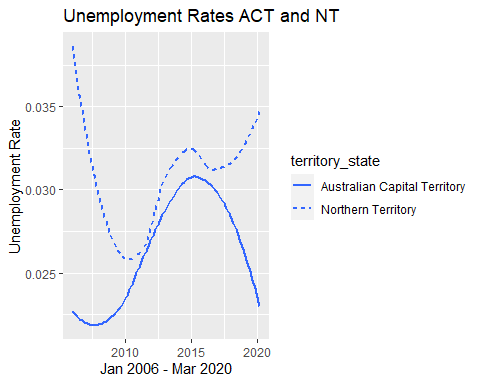 Unemployment Rates ACT and NT
Unemployment Rate
0.035
0.030
0.025
2010 2015 2020
Jan 2006 - Mar 2020
territory_state
Australian Capital Territory
Northern Territory